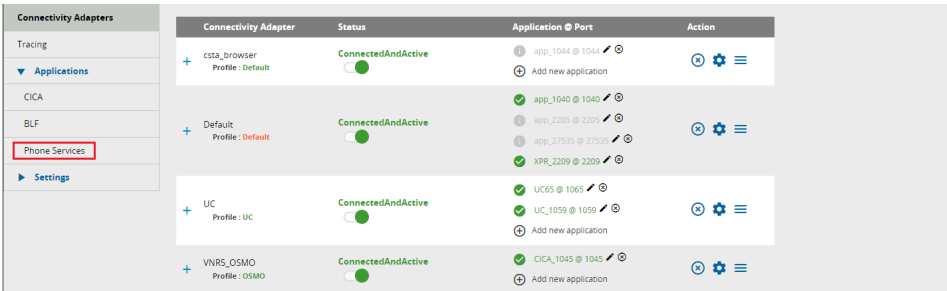 Connectivity Adapters
Tracing
Applications
CICA
BLF
Phone Services
Settings
Connectivity Adapter Status Application @ Port Action
csta_browser
Profile : Default
ConnectedAndActive
app_1044 @ 1044
Add new application
Default
Profile : Default
ConnectedAndActive
app_1040 @ 1040
app_2205 @ 2205
app_27535 @ 27535
XPR_2209 @ 2209
UC
Profile : UC
ConnectedAndActive
UC65 @ 1065
UC_1059 @ 1059
Add new application
VNR5_OSMO
Profile : OSMO
ConnectedAndActive
CICA_1045 @ 1045
Add new application